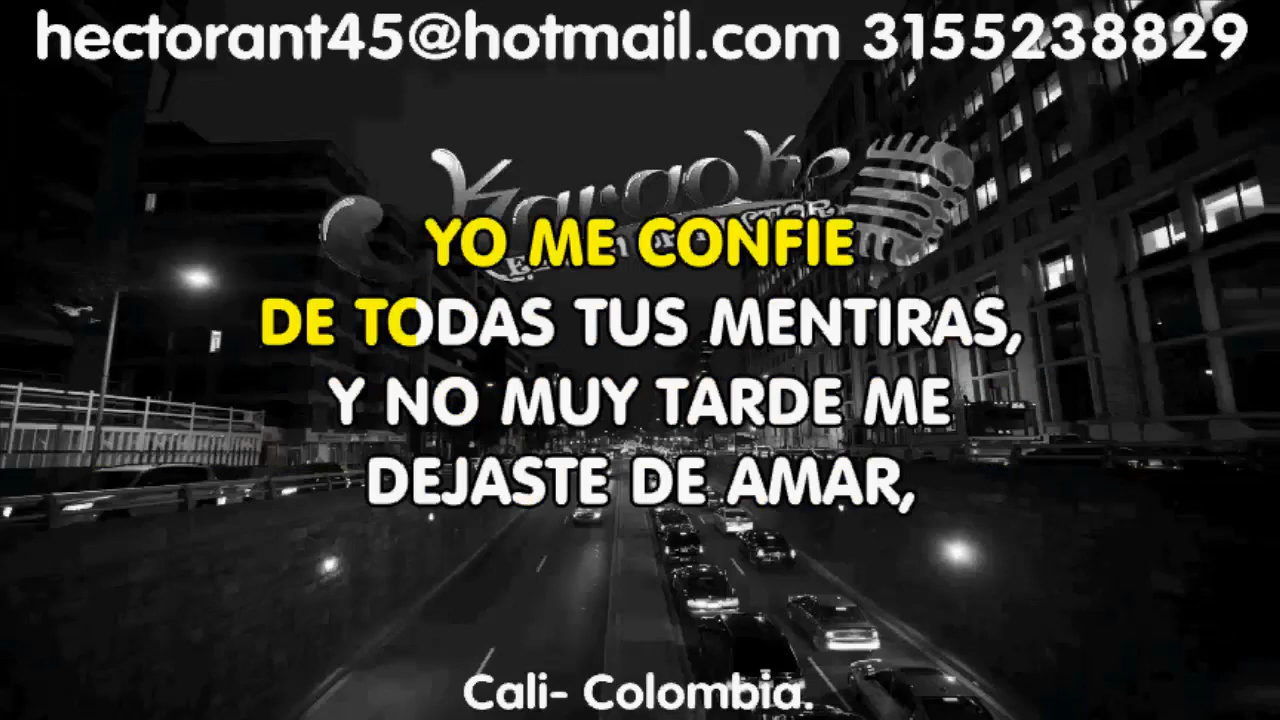 hectorant45@hotmail.com 3155238829
Karaoke
YO ME CONFIE
DE TODAS TUS MENTIRAS,
Y NO MUY TARDE ME
DEJASTE DE AMAR,
Cali- Colombia.